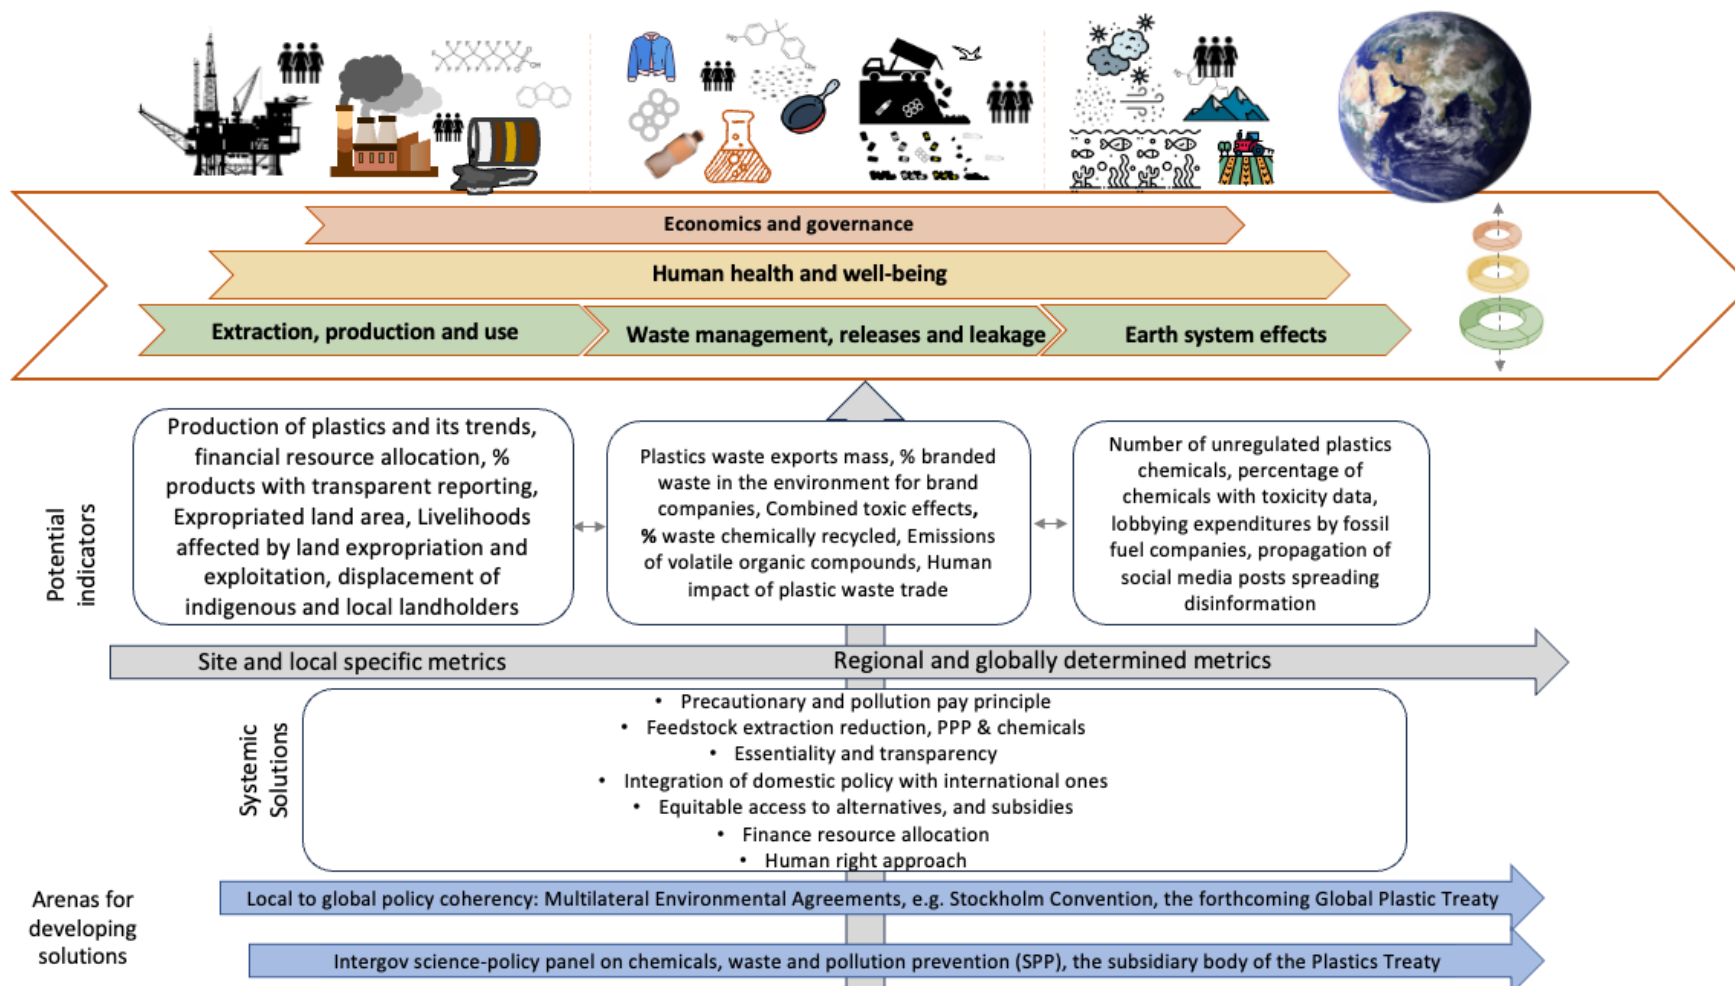 Economics and governance
Human health and well-being
Extraction, production and use
Waste management, releases and leakage
Earth system effects
Potential
indicators
Production of plastics and its trends,
financial resource allocation, %
products with transparent reporting,
Expropriated land area, Livelihoods
affected by land expropriation and
exploitation, displacement of
indigenous and local landholders
Plastics waste exports mass, % branded
waste in the environment for brand
companies, Combined toxic effects,
% waste chemically recycled, Emissions
of volatile organic compounds, Human
impact of plastic waste trade
Number of unregulated plastics
chemicals, percentage of
chemicals with toxicity data,
lobbying expenditures by fossil
fuel companies, propagation of
social media posts spreading
disinformation
Site and local specific metrics
Regional and globally determined metrics
Systemic
Solutions
• Precautionary and pollution pay principle
• Feedstock extraction reduction, PPP & chemicals
• Essentiality and transparency
• Integration of domestic policy with international ones
• Equitable access to alternatives, and subsidies
• Finance resource allocation
• Human right approach
Arenas for
developing
solutions
Local to global policy coherency: Multilateral Environmental Agreements, e.g. Stockholm Convention, the forthcoming Global Plastic Treaty
Intergov science-policy panel on chemicals, waste and pollution prevention (SPP), the subsidiary body of the Plastics Treaty